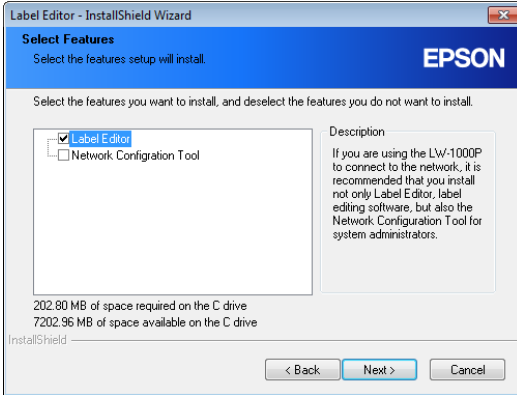 Label Editor - InstallShield Wizard
Select Features
Select the features setup will install.
EPSON
Select the features you want to install, and deselect the features you do not want to install.
Label Editor
Network Configration Tool
Description
If you are using the LW-1000P
to connect to the network, it is
recommended that you install
not only Label Editor, label
editing software, but also the
Network Configuration Tool for
system administrators.
202.80 MB of space required on the C drive
7202.96 MB of space available on the C drive
InstallShield
< Back
Next >
Cancel